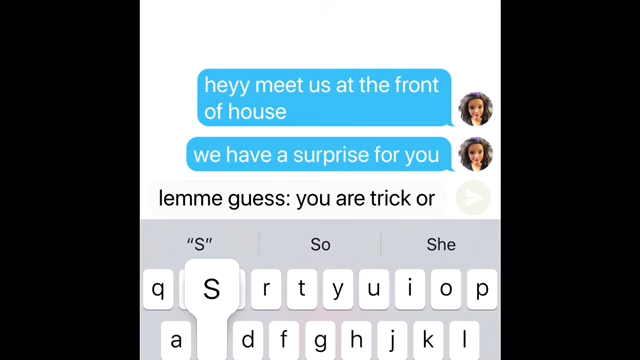 heyy meet us at the front
of house
we have a surprise for you
lemme guess: you are trick or
“S” So She
q S r t y u i o p
a d f g h j k l